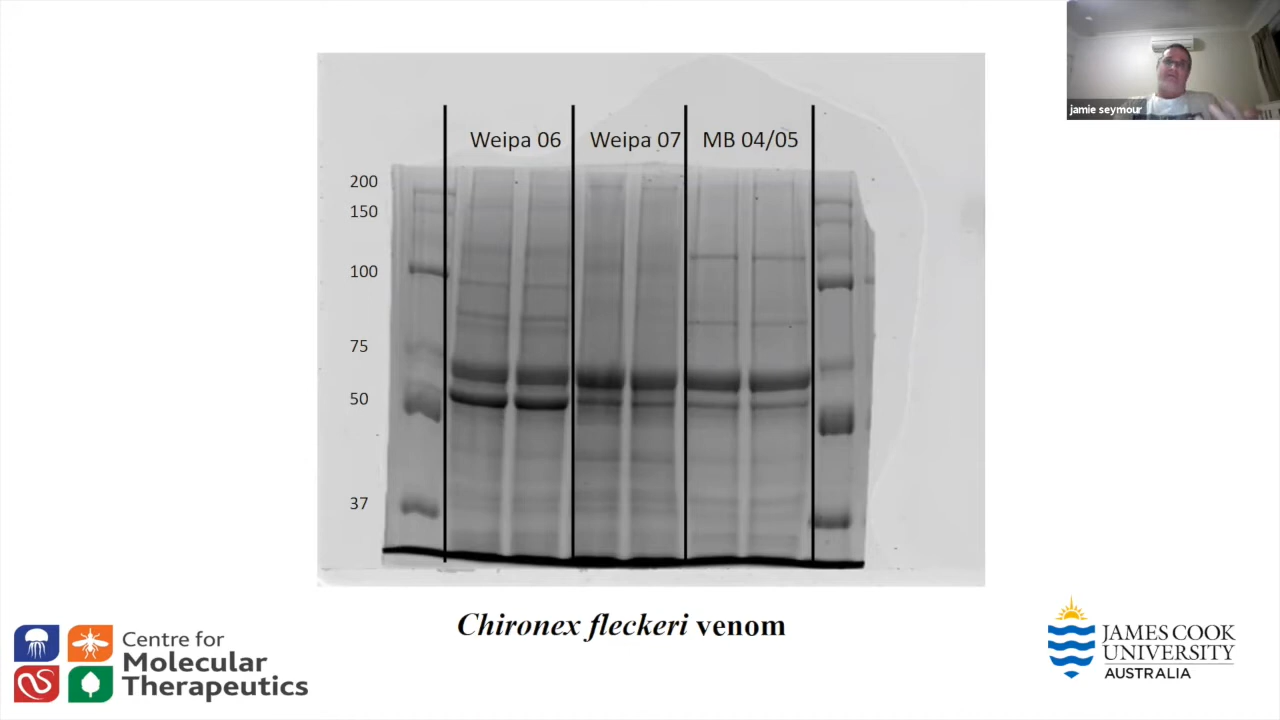 jamie seymour
Weipa 06
Weipa 07
MB 04/05
200
150
100
75
50
37
Chironex fleckeri venom
Centre for
Molecular
Therapeutics
JAMES COOK
UNIVERSITY
AUSTRALIA